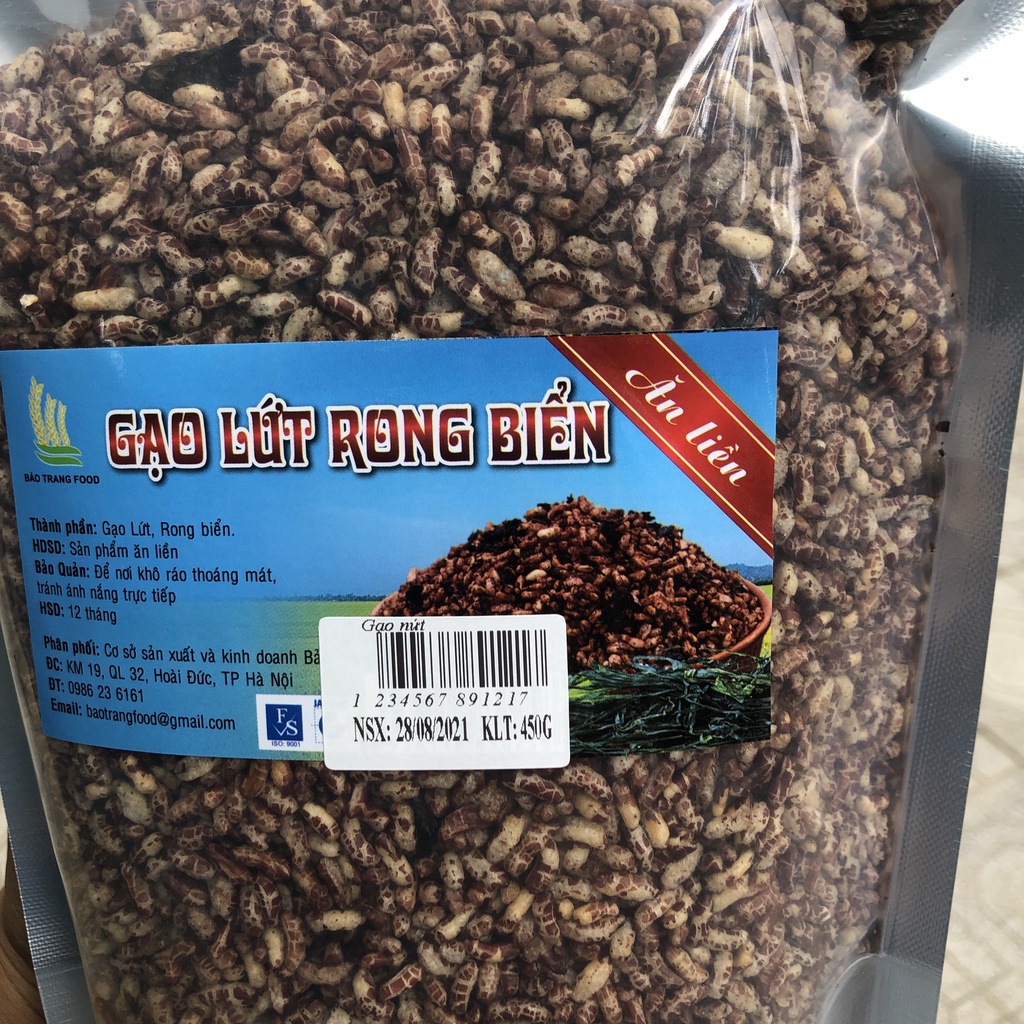 Ăn liền
GẠO LỨT RONG BIỂN
BẢO TRANG FOOD
Thành phần: Gạo Lứt, Rong biển.
HDSD: Sản phẩm ăn liền
Bảo Quản: Để nơi khô ráo thoáng mát,
tránh ánh nắng trực tiếp
HSD: 12 tháng
Phân phối: Cơ sở sản xuất và kinh doanh
ĐC: KM 19, QL 32, Hoài Đức, TP Hà Nội
ĐT: 0986 23 6161
Email: baotrangfood@gmail.com
FVS
ISO: 9001
Gạo nứt
1 234567 891217
NSX: 28/08/2021 KLT: 450G